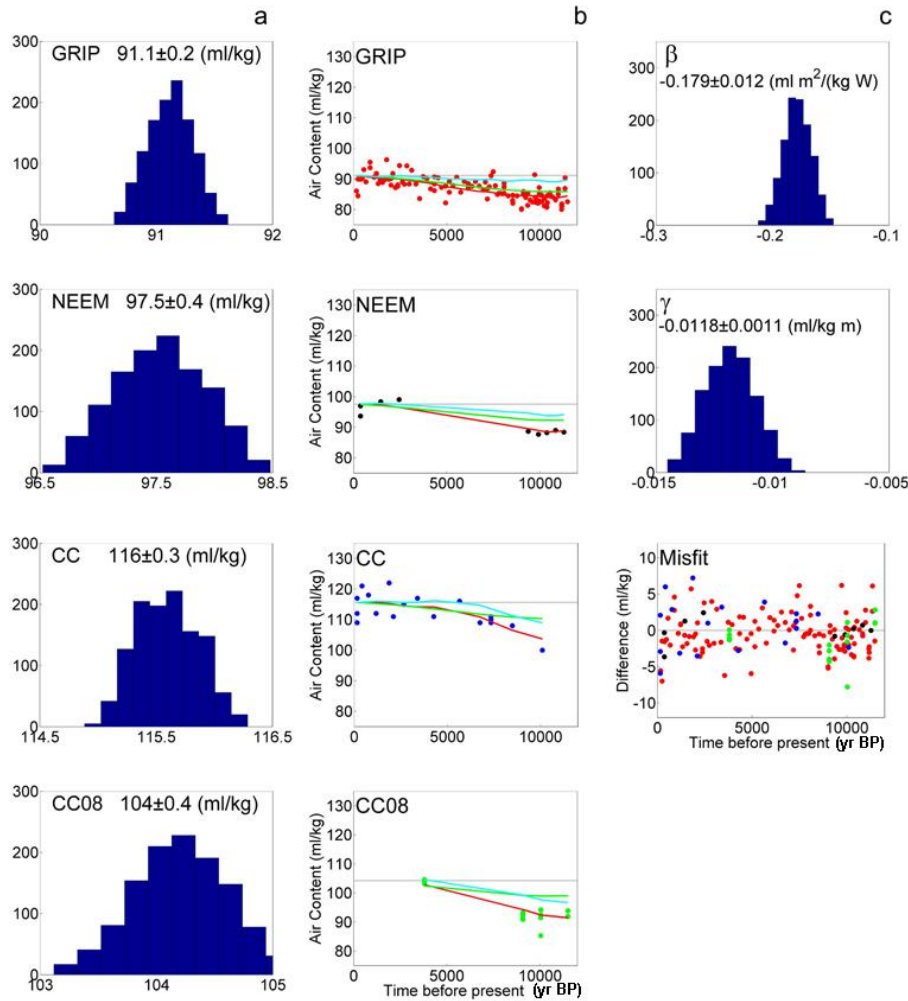 a b c
GRIP 91.1±0.2 (ml/kg)
300
200
100
0
90 91 92
GRIP
Air Content (ml/kg)
130
120
110
100
90
80
0 5000 10000
β
-0.179±0.012 (ml m²/(kg W)
300
200
100
0
-0.3 -0.2 -0.1
NEEM 97.5±0.4 (ml/kg)
300
200
100
0
96.5 97.5 98.5
NEEM
Air Content (ml/kg)
130
120
110
100
90
80
0 5000 10000
γ
-0.0118±0.0011 (ml/kg m)
300
200
100
0
-0.015 -0.01 -0.005
CC 116±0.3 (ml/kg)
300
200
100
0
114.5 115.5 116.5
CC
Air Content (ml/kg)
130
120
110
100
90
80
0 5000 10000
Misfit
Difference (ml/kg)
10
5
0
-5
-10
0 5000 10000
Time before present (yr BP)
CC08 104±0.4 (ml/kg)
300
200
100
0
103 104 105
CC08
Air Content (ml/kg)
130
120
110
100
90
80
0 5000 10000
Time before present (yr BP)